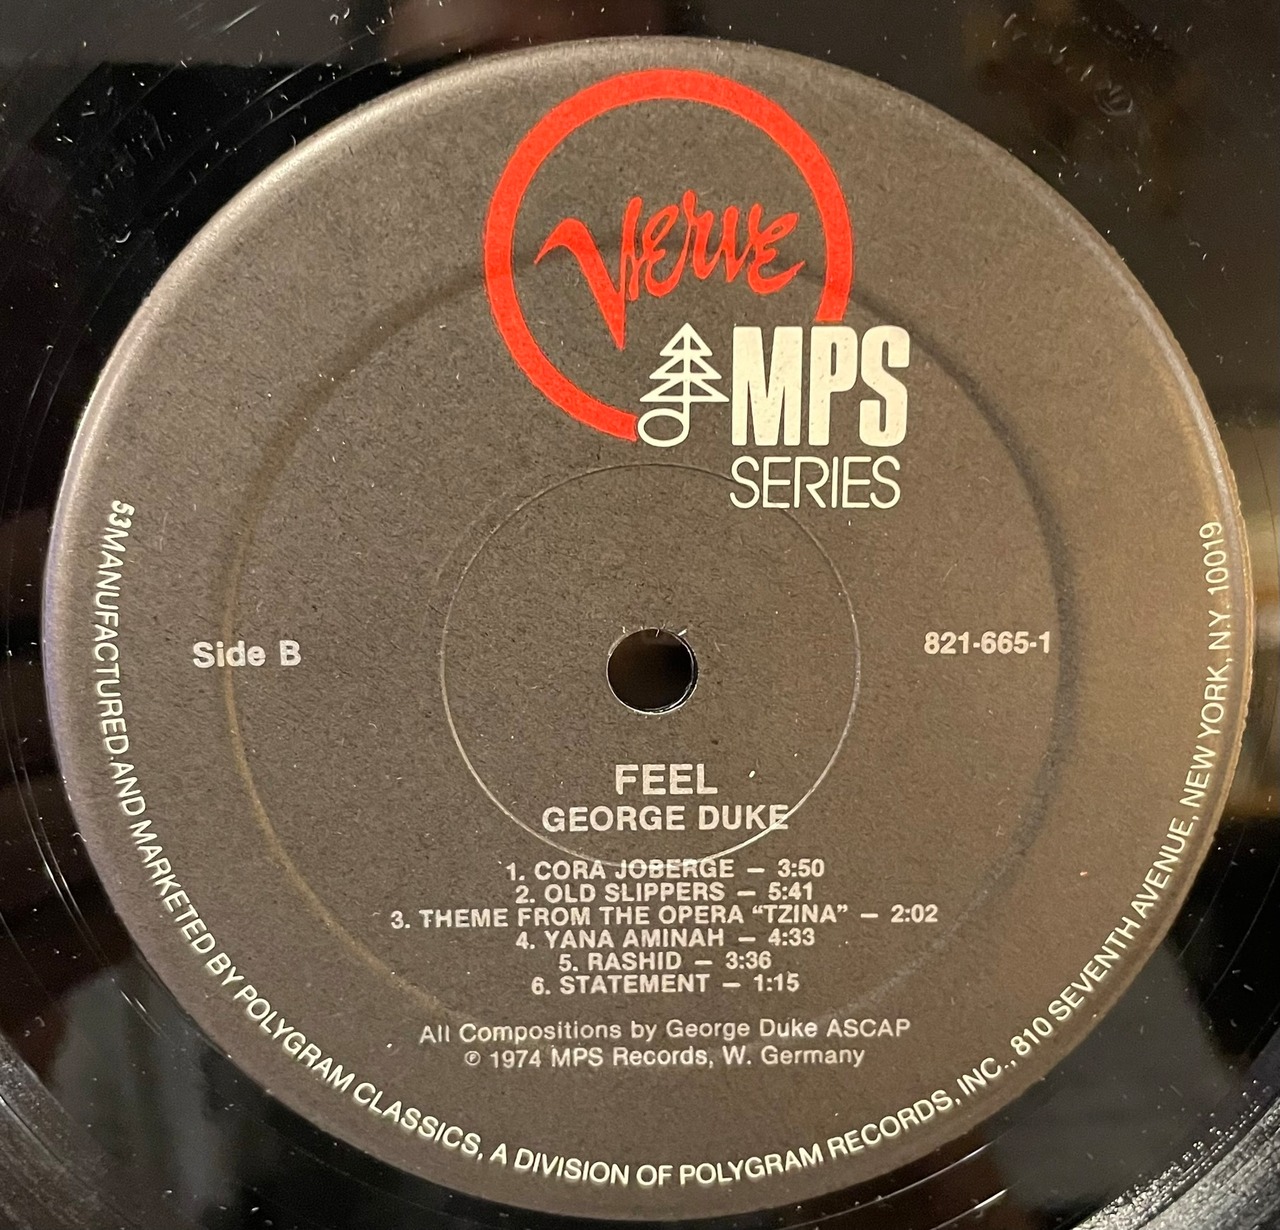 Verve
MPS
SERIES
Side B
821-665-1
FEEL
GEORGE DUKE
1. CORA JOBERGE — 3:50
2. OLD SLIPPERS — 5:41
3. THEME FROM THE OPERA “TZINA” — 2:02
4. YANA AMINAH — 4:33
5. RASHID — 3:36
6. STATEMENT — 1:15
All Compositions by George Duke ASCAP
℗ 1974 MPS Records, W. Germany
53MANUFACTURED AND MARKETED BY POLYGRAM CLASSICS, A DIVISION OF POLYGRAM RECORDS, INC., 810 SEVENTH AVENUE, NEW YORK, N.Y. 10019